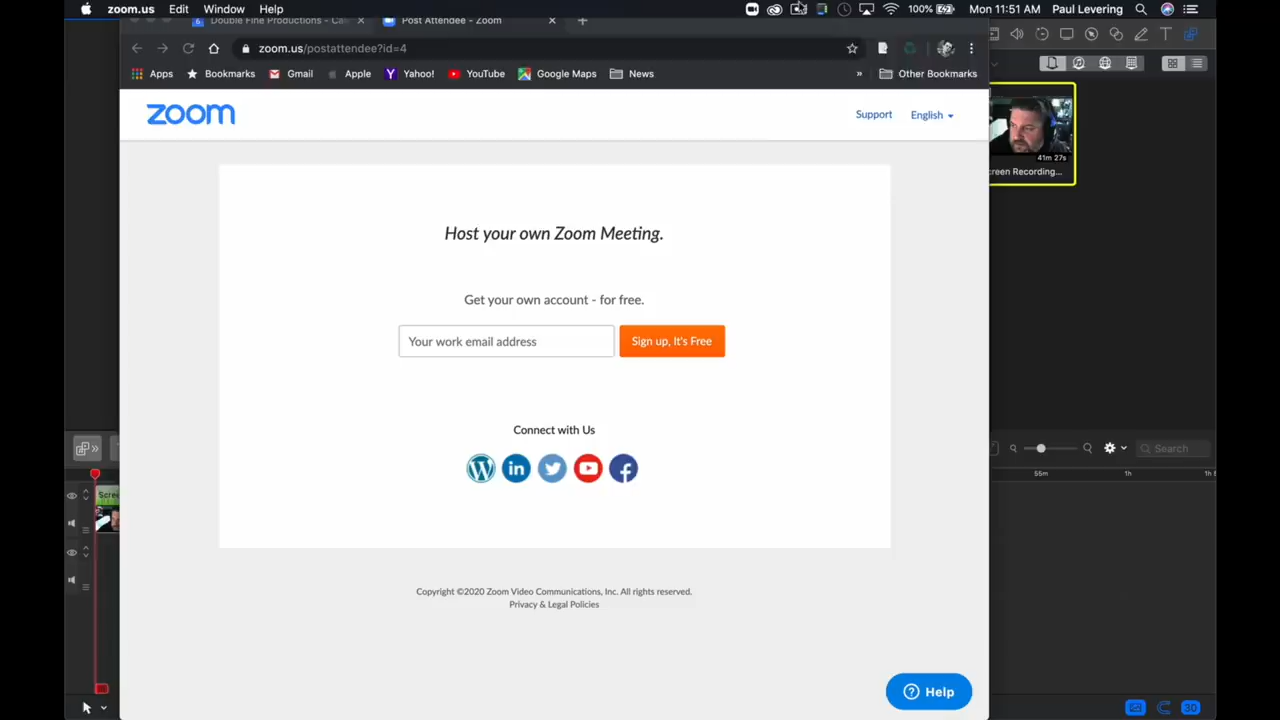 zoom.us Edit Window Help 100% Mon 11:51 AM Paul Levering
Double Fine Productions - Ca
Post Attendee - Zoom
zoom.us/postattendee?id=4
Apps Bookmarks Gmail Apple Yahoo! YouTube Google Maps News » Other Bookmarks
zoom
Support English
41m 27s
creen Recording...
Host your own Zoom Meeting.
Get your own account - for free.
Your work email address Sign up, It's Free
Connect with Us
Search
55m 1h
Scree
Copyright ©2020 Zoom Video Communications, Inc. All rights reserved.
Privacy & Legal Policies
Help
3D